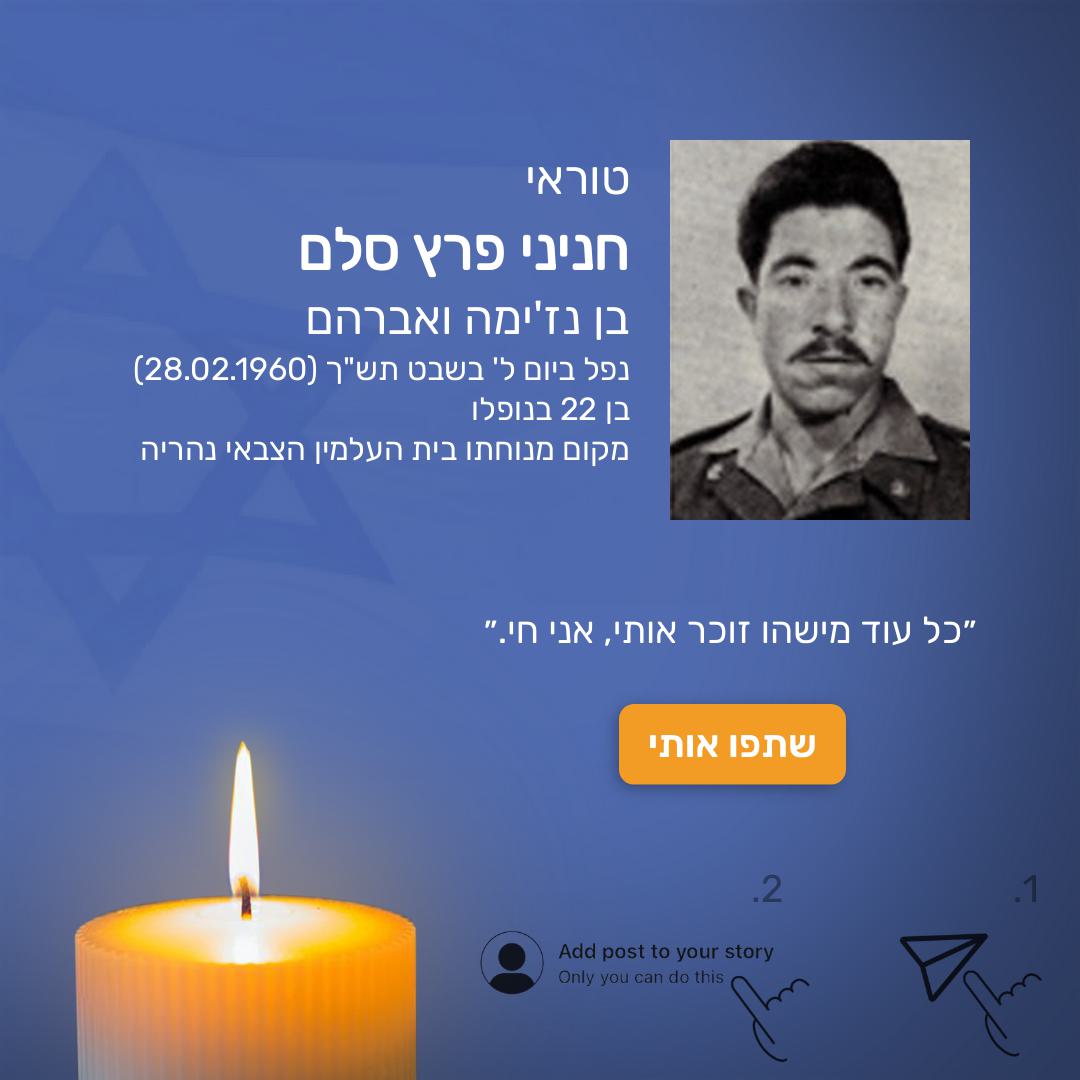 טוראי
חניני פרץ סלם
בן נז'ימה ואברהם
נפל ביום ל' בשבט תש"ך (28.02.1960)
בן 22 בנופלו
מקום מנוחתו בית העלמין הצבאי נהריה
״כל עוד מישהו זוכר אותי, אני חי.״
שתפו אותי
1.
2.
Add post to your story
Only you can do this